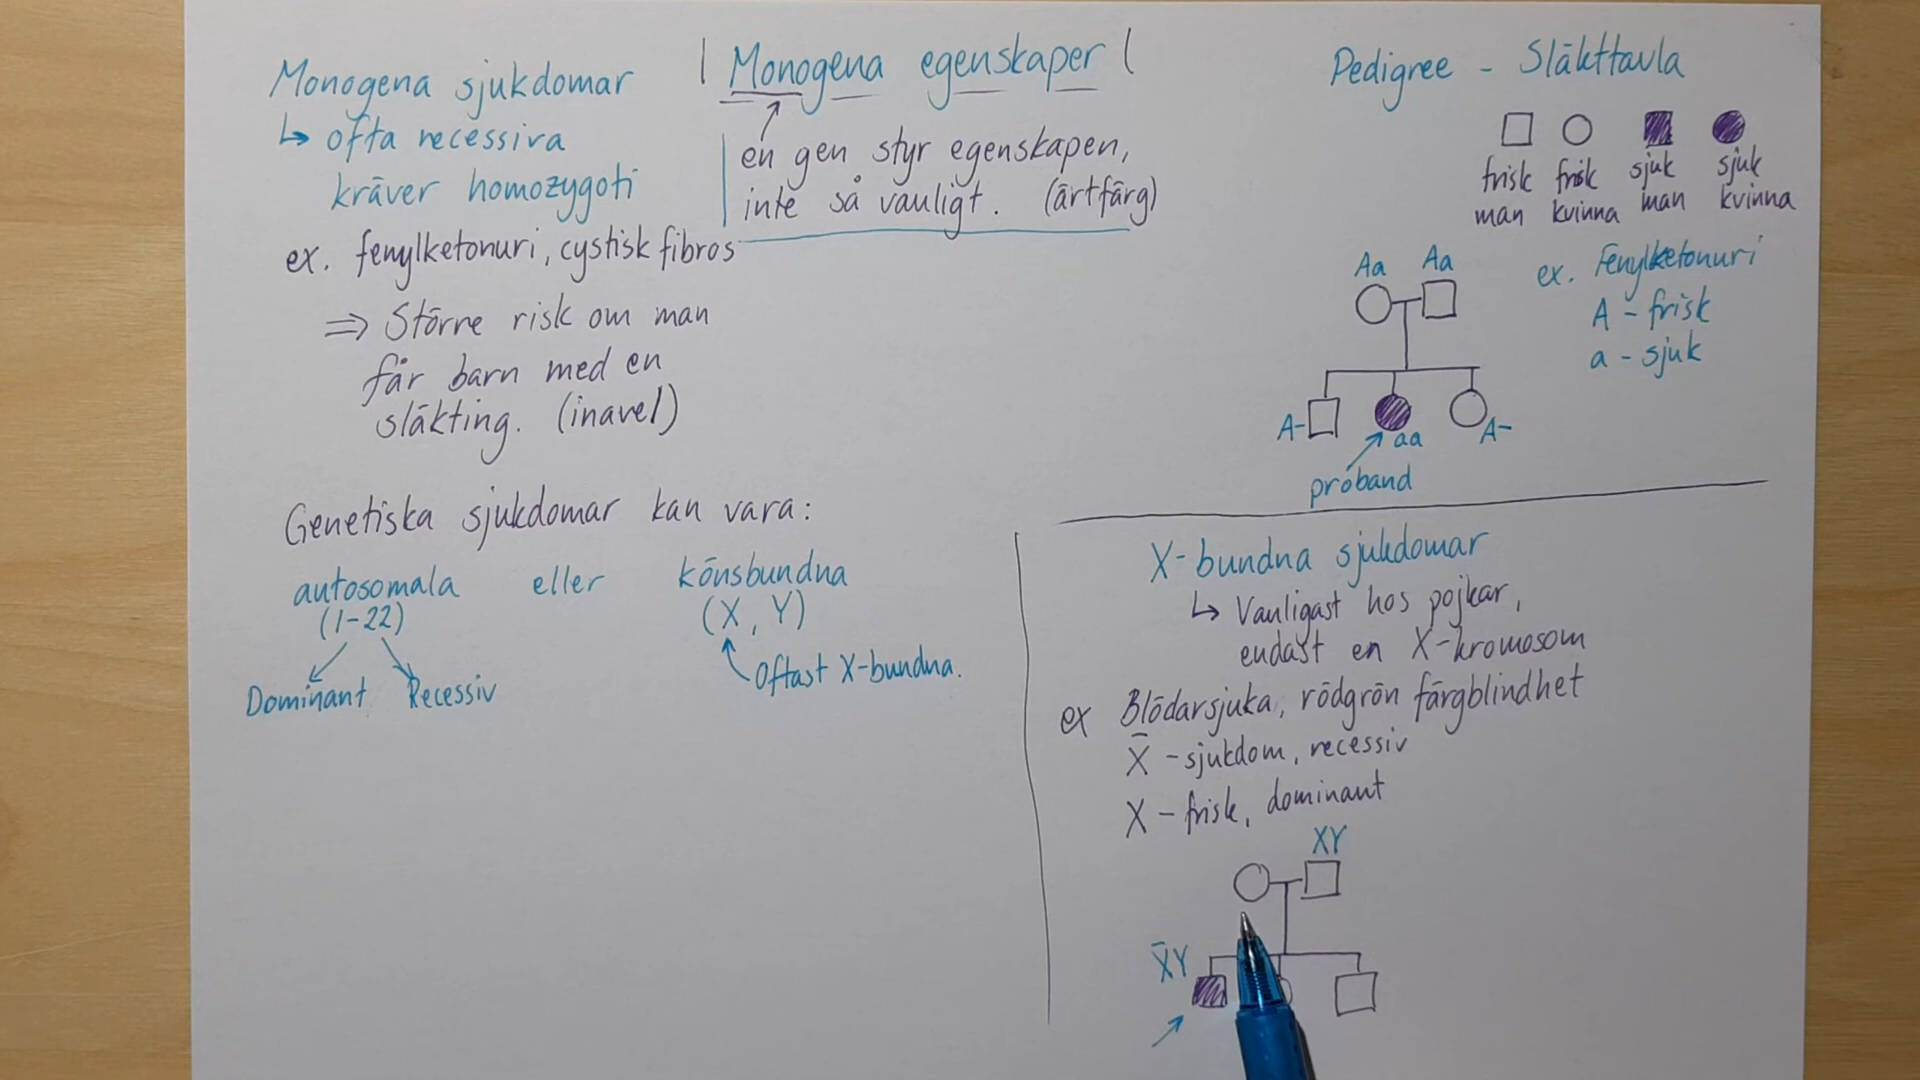 Monogena sjukdomar
↳ ofta recessiva
kräver homozygoti
ex. fenylketonuri, cystisk fibros
⇒ Större risk om man
får barn med en
släkting. (inavel)
Monogena egenskaper
en gen styr egenskapen,
inte så vanligt. (ärtfärg)
Genetiska sjukdomar kan vara:
autosomala eller könsbundna
(1-22) (X, Y)
Dominant Recessiv
Oftast X-bundna.
Pedigree - Släkttavla
frisk frisk sjuk sjuk
man kvinna man kvinna
Aa Aa
ex. Fenylketonuri
A - frisk
a - sjuk
A- aa A-
proband
X-bundna sjukdomar
↳ Vanligast hos pojkar,
endast en X-kromosom
ex Blödarsjuka, rödgrön färgblindhet
X̄ - sjukdom, recessiv
X - frisk, dominant
XY
X̄Y